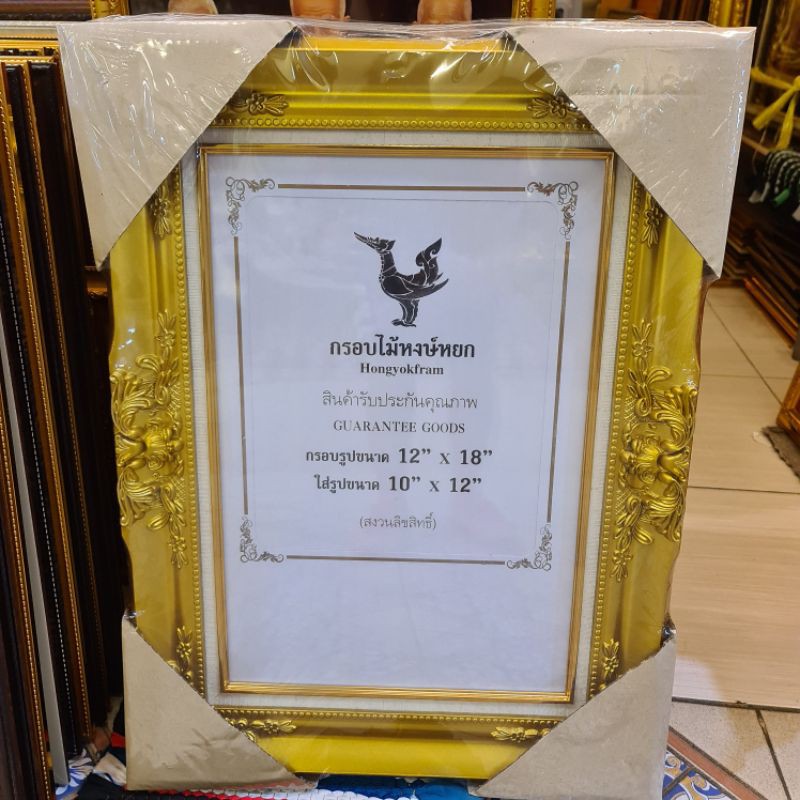 กรอบไม้หงษ์หยก
Hongyokfram
สินค้ารับประกันคุณภาพ
GUARANTEE GOODS
กรอบรูปขนาด 12" X 18"
ใส่รูปขนาด 10" X 12"
(สงวนลิขสิทธิ์)